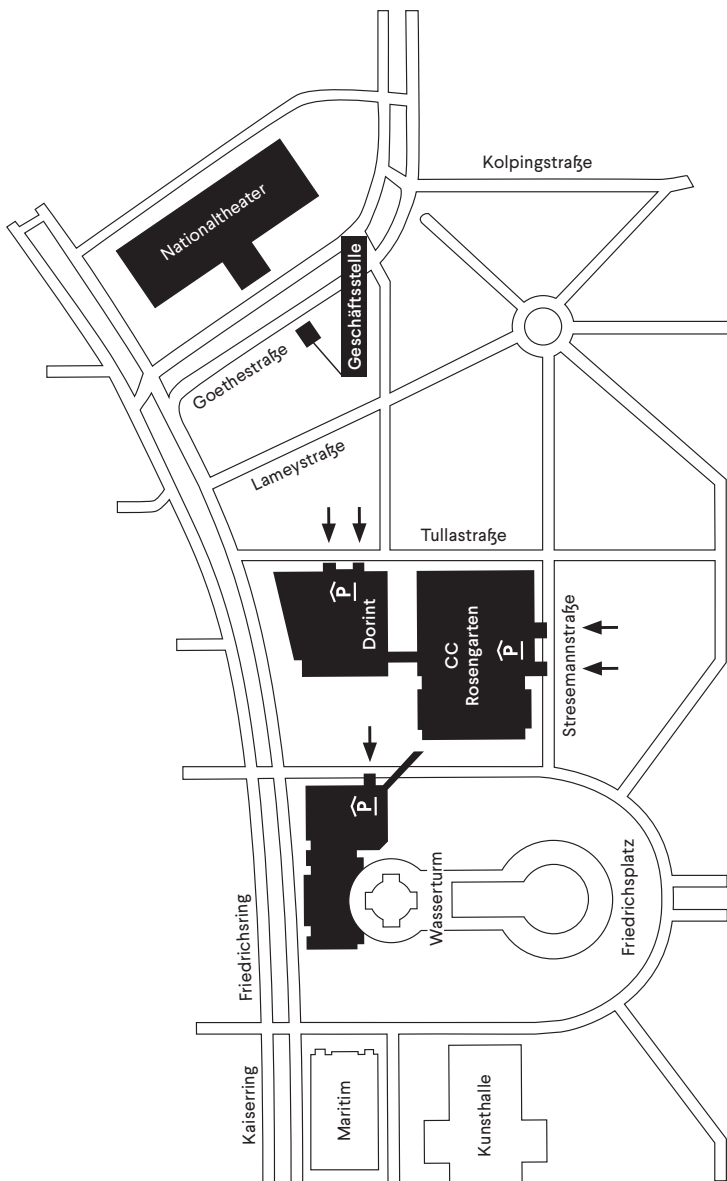 Kolpingstraße
Nationaltheater
Geschäftsstelle
Goethestraße
Lameystraße
Tullastraße
P
Dorint
CC
Rosengarten
P
Stresemannstraße
P
Wasserturm
Friedrichsplatz
Friedrichsring
Kaiserring
Maritim
Kunsthalle